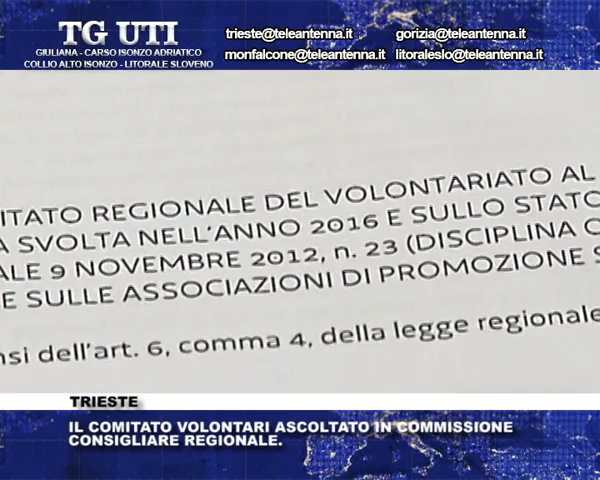 TG UTI
GIULIANA - CARSO ISONZO ADRIATICO
COLLIO ALTO ISONZO - LITORALE SLOVENO
trieste@teleantenna.it
gorizia@teleantenna.it
monfalcone@teleantenna.it
litoraleslo@teleantenna.it
ITATO REGIONALE DEL VOLONTARIATO AL
A SVOLTA NELL'ANNO 2016 E SULLO STATO
ALE 9 NOVEMBRE 2012, n. 23 (DISCIPLINA O
E SULLE ASSOCIAZIONI DI PROMOZIONE S
nsi dell'art. 6, comma 4, della legge regionale
TRIESTE
IL COMITATO VOLONTARI ASCOLTATO IN COMMISSIONE
CONSIGLIARE REGIONALE.